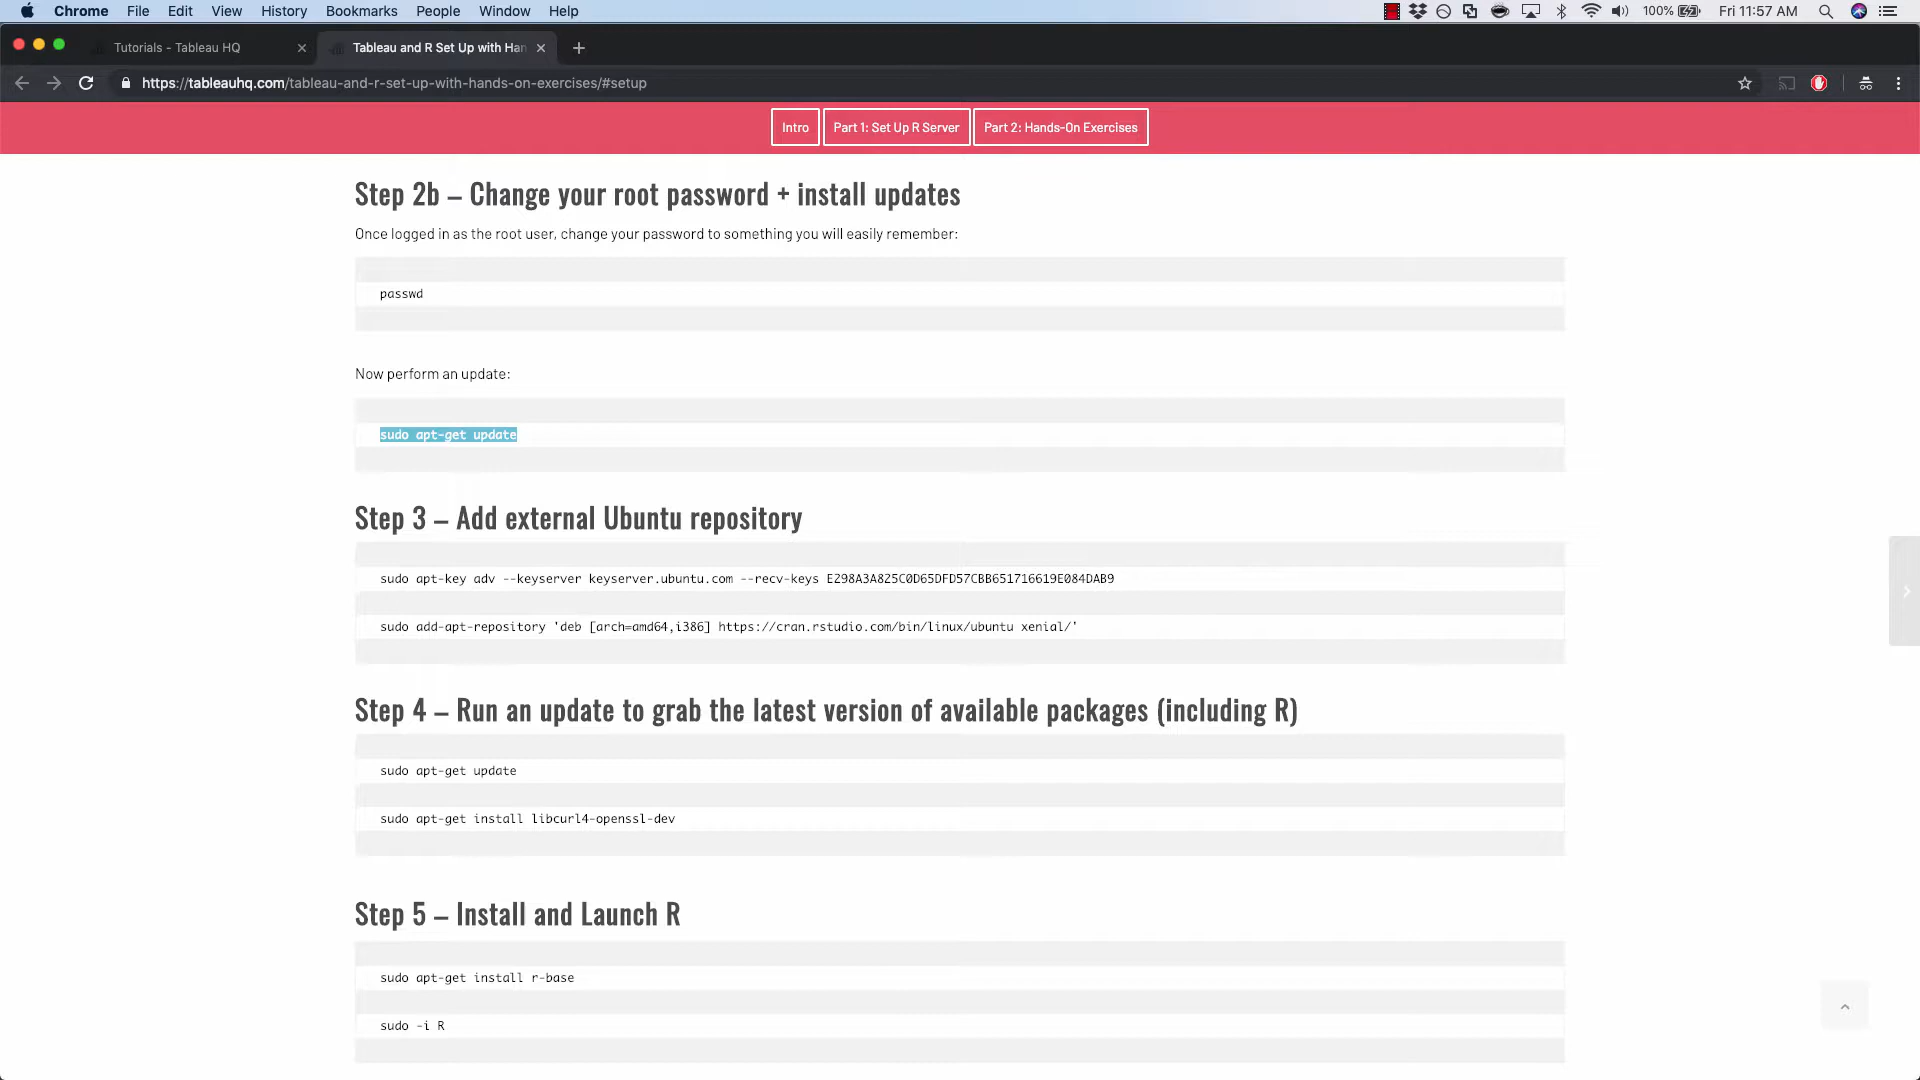 Chrome File Edit View History Bookmarks People Window Help 100% Fri 11:57 AM
Tutorials - Tableau HQ
Tableau and R Set Up with Han
https://tableauhq.com/tableau-and-r-set-up-with-hands-on-exercises/#setup
Intro
Part 1: Set Up R Server
Part 2: Hands-On Exercises
Step 2b – Change your root password + install updates
Once logged in as the root user, change your password to something you will easily remember:
passwd
Now perform an update:
sudo apt-get update
Step 3 – Add external Ubuntu repository
sudo apt-key adv --keyserver keyserver.ubuntu.com --recv-keys E298A3A825C0D65DFD57CBB651716619E084DAB9
sudo add-apt-repository 'deb [arch=amd64,i386] https://cran.rstudio.com/bin/linux/ubuntu xenial/'
Step 4 – Run an update to grab the latest version of available packages (including R)
sudo apt-get update
sudo apt-get install libcurl4-openssl-dev
Step 5 – Install and Launch R
sudo apt-get install r-base
sudo -i R